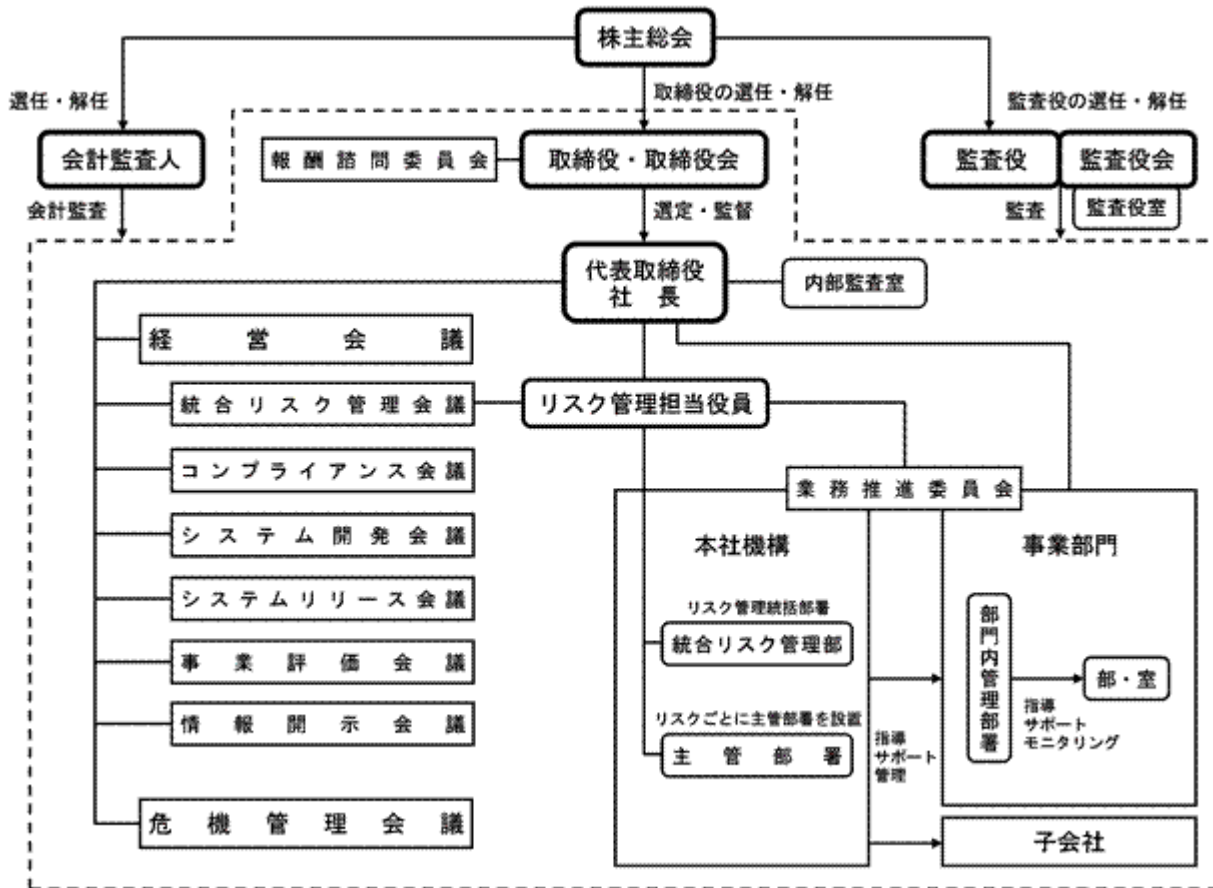 株主総会
選任・解任
取締役の選任・解任
監査役の選任・解任
会計監査人
報酬諮問委員会
取締役・取締役会
監査役
監査役会
会計監査
選定・監督
監査
監査役室
代表取締役
社長
内部監査室
経営会議
統合リスク管理会議
リスク管理担当役員
コンプライアンス会議
業務推進委員会
システム開発会議
本社機構
事業部門
システムリリース会議
リスク管理統括部署
統合リスク管理部
部門内管理部署
部・室
事業評価会議
指導
サポート
モニタリング
情報開示会議
リスクごとに主管部署を設置
主管部署
指導
サポート
管理
危機管理会議
子会社